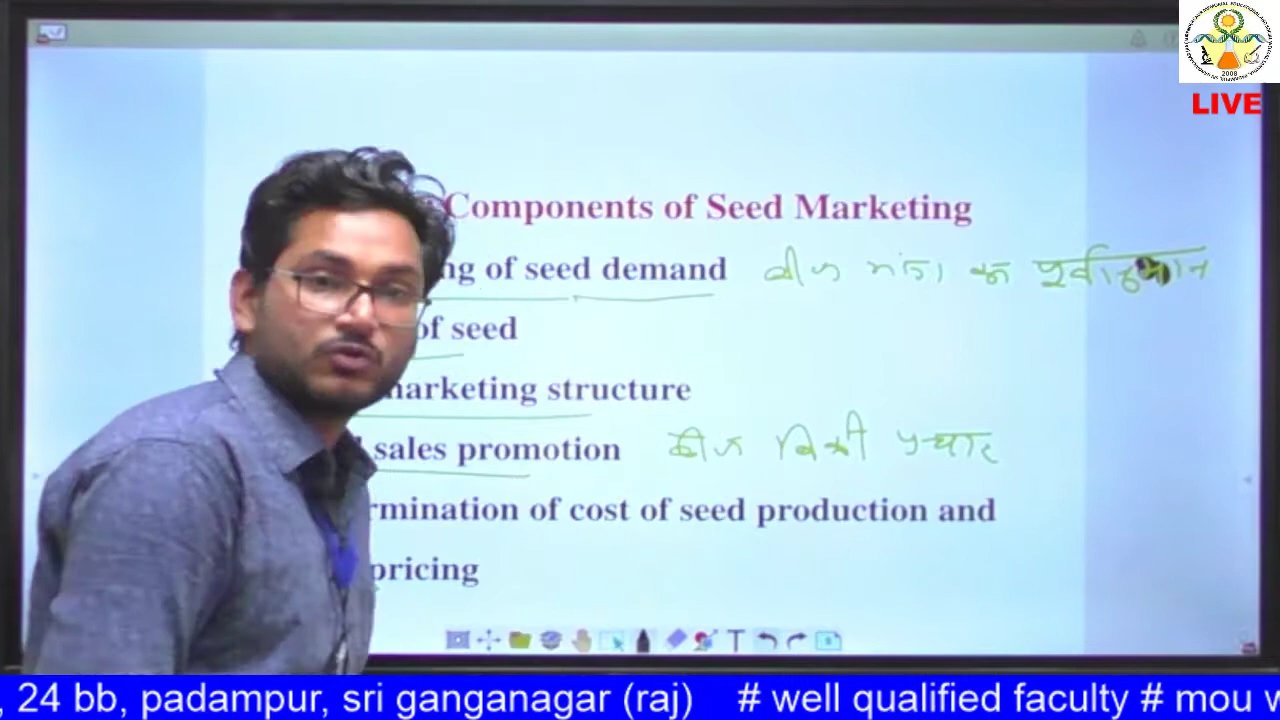 LIVE
Components of Seed Marketing
ng of seed demand बीज मांग का पूर्वानुमान
of seed
marketing structure
sales promotion बीज बिक्री प्रचार
rmination of cost of seed production and
pricing
, 24 bb, padampur, sri ganganagar (raj) # well qualified faculty # mou w